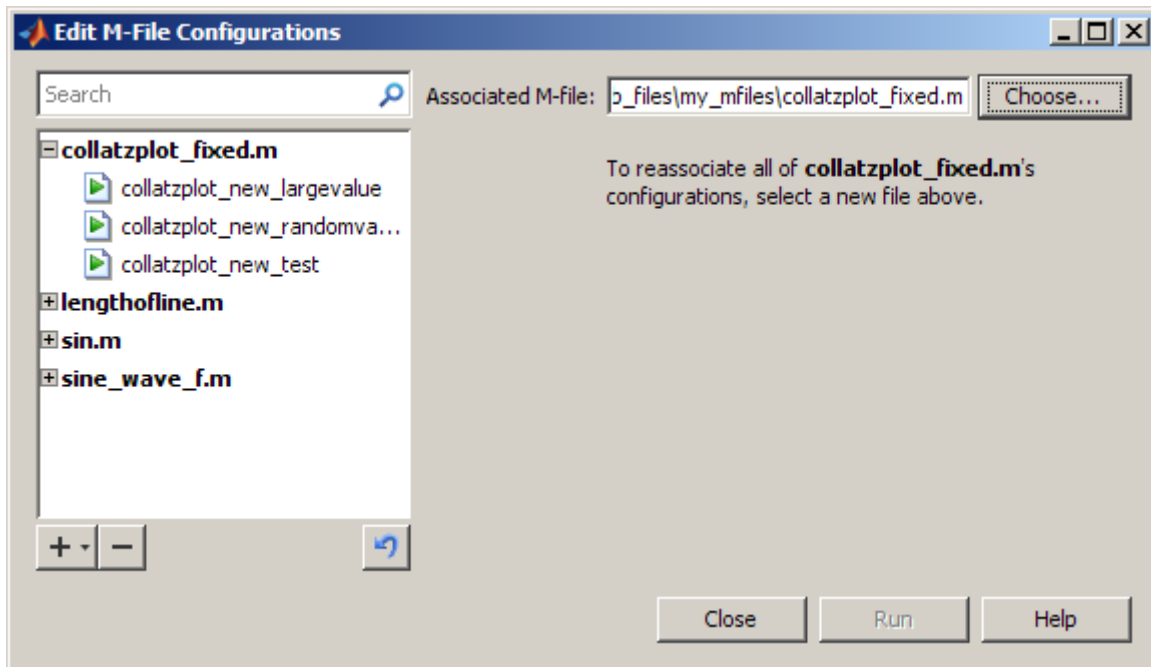 Edit M-File Configurations
Search
Associated M-file:
_files\my_mfiles\collatzplot_fixed.m
Choose...
collatzplot_fixed.m
collatzplot_new_largevalue
collatzplot_new_randomva...
collatzplot_new_test
lengthofline.m
sin.m
sine_wave_f.m
To reassociate all of collatzplot_fixed.m's
configurations, select a new file above.
Close
Run
Help